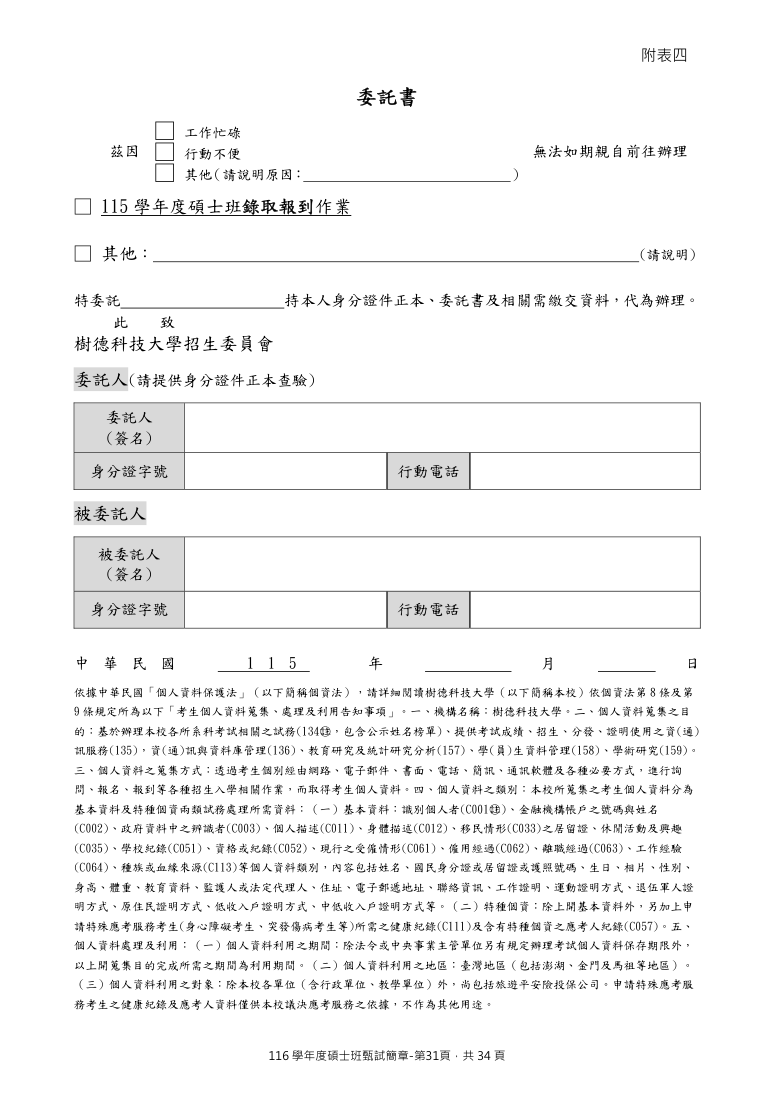 附表四
委託書
□ 工作忙碌
茲因 □ 行動不便 無法如期親自前往辦理
□ 其他(請說明原因:____________________)
□ 115 學年度碩士班錄取報到作業
□ 其他:____________________(請說明)
特委託____________________持本人身分證件正本、委託書及相關需繳交資料,代為辦理。
此 致
樹德科技大學招生委員會
委託人(請提供身分證件正本查驗)
委託人
(簽名)
身分證字號 行動電話
被委託人
被委託人
(簽名)
身分證字號 行動電話
中 華 民 國 1 1 5 年 ______ 月 ______ 日
依據中華民國「個人資料保護法」(以下簡稱個資法),請詳細閱讀樹德科技大學(以下簡稱本校)依個資法第 8 條及第
9 條規定所為以下「考生個人資料蒐集、處理及利用告知事項」。一、機構名稱:樹德科技大學。二、個人資料蒐集之目
的:基於辦理本校各所系科考試相關之試務(134註,包含公示姓名榜單)、提供考試成績、招生、分發、證明使用之資(通)
訊服務(135),資(通)訊與資料庫管理(136)、教育研究及統計研究分析(157)、學(員)生資料管理(158)、學術研究(159)。
三、個人資料之蒐集方式:透過考生個別經由網路、電子郵件、書面、電話、簡訊、通訊軟體及各種必要方式,進行詢
問、報名、報到等各種招生入學相關作業,而取得考生個人資料。四、個人資料之類別:本校所蒐集之考生個人資料分為
基本資料及特種個資兩類試務處理所需資料:(一)基本資料:識別個人者(C001註)、金融機構帳戶之號碼與姓名
(C002)、政府資料中之辨識者(C003)、個人描述(C011)、身體描述(C012)、移民情形(C033)之居留證、休閒活動及興趣
(C035)、學校紀錄(C051)、資格或紀錄(C052)、現行之受僱情形(C061)、僱用經過(C062)、離職經過(C063)、工作經驗
(C064)、種族或血緣來源(C113)等個人資料類別,內容包括姓名、國民身分證或居留證或護照號碼、生日、相片、性別、
身高、體重、教育資料、監護人或法定代理人、住址、電子郵遞地址、聯絡資訊、工作證明、運動證明方式、退伍軍人證
明方式、原住民證明方式、低收入戶證明方式、中低收入戶證明方式等。(二)特種個資:除上開基本資料外,另加上申
請特殊應考服務考生(身心障礙考生、突發傷病考生等)所需之健康紀錄(C111)及含有特種個資之應考人紀錄(C057)。五、
個人資料處理及利用:(一)個人資料利用之期間:除法令或中央事業主管單位另有規定辦理考試個人資料保存期限外,
以上開蒐集目的完成所需之期間為利用期間。(二)個人資料利用之地區:臺灣地區(包括澎湖、金門及馬祖等地區)。
(三)個人資料利用之對象:除本校各單位(含行政單位、教學單位)外,尚包括旅遊平安險投保公司。申請特殊應考服
務考生之健康紀錄及應考人資料僅供本校議決應考服務之依據,不作為其他用途。
116 學年度碩士班甄試簡章-第31頁,共 34 頁